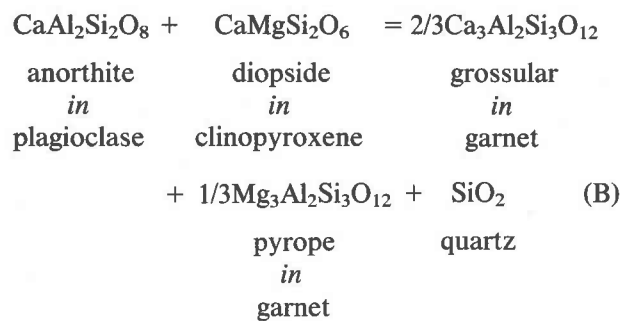 CaAl₂Si₂O₈ + CaMgSi₂O₆ = 2/3Ca₃Al₂Si₃O₁₂
anorthite diopside grossular
in in in
plagioclase clinopyroxene garnet
+ 1/3Mg₃Al₂Si₃O₁₂ + SiO₂ (B)
pyrope quartz
in
garnet